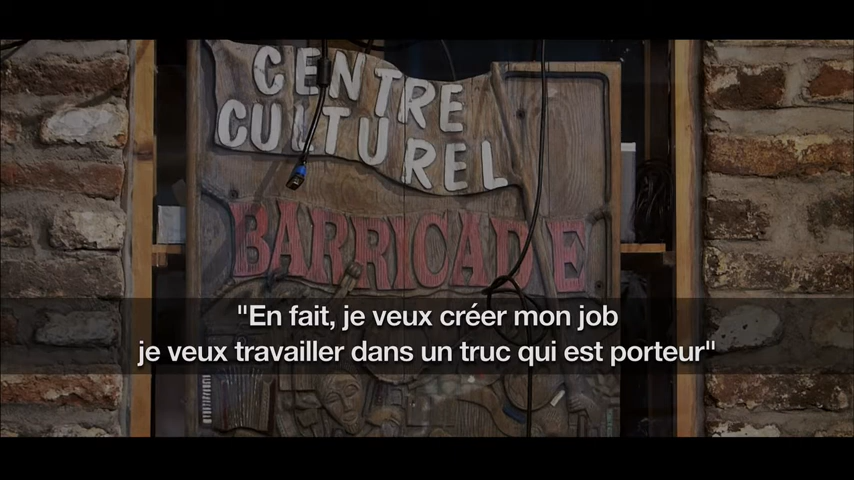 CENTRE
CULTUREL
BARRICADE
"En fait, je veux créer mon job
je veux travailler dans un truc qui est porteur"